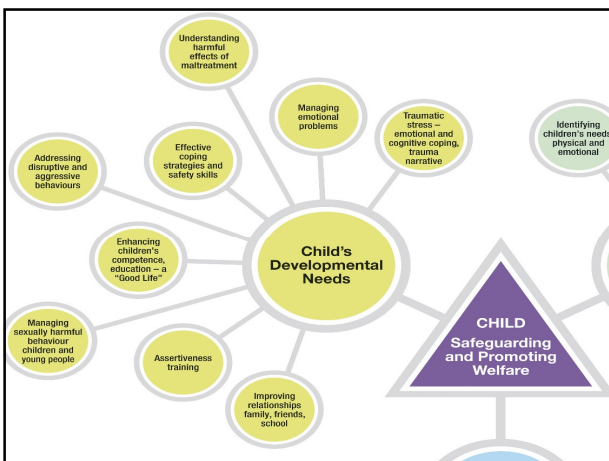 Understanding
harmful
effects of
maltreatment
Managing
emotional
problems
Traumatic
stress –
emotional and
cognitive coping,
trauma
narrative
Identifying
children's needs
physical and
emotional
Addressing
disruptive and
aggressive
behaviours
Effective
coping
strategies and
safety skills
Enhancing
children's
competence,
education – a
"Good Life"
Child's
Developmental
Needs
Managing
sexually harmful
behaviour
children and
young people
Assertiveness
training
Improving
relationships
family, friends,
school
CHILD
Safeguarding
and Promoting
Welfare